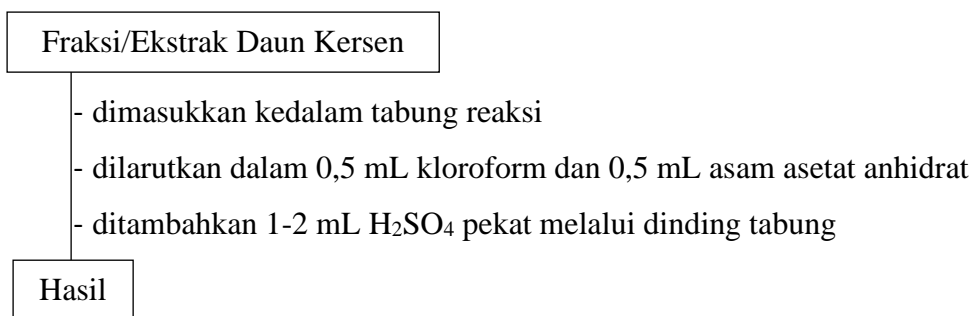 Fraksi/Ekstrak Daun Kersen
- dimasukkan kedalam tabung reaksi
- dilarutkan dalam 0,5 mL kloroform dan 0,5 mL asam asetat anhidrat
- ditambahkan 1-2 mL H₂SO₄ pekat melalui dinding tabung
Hasil